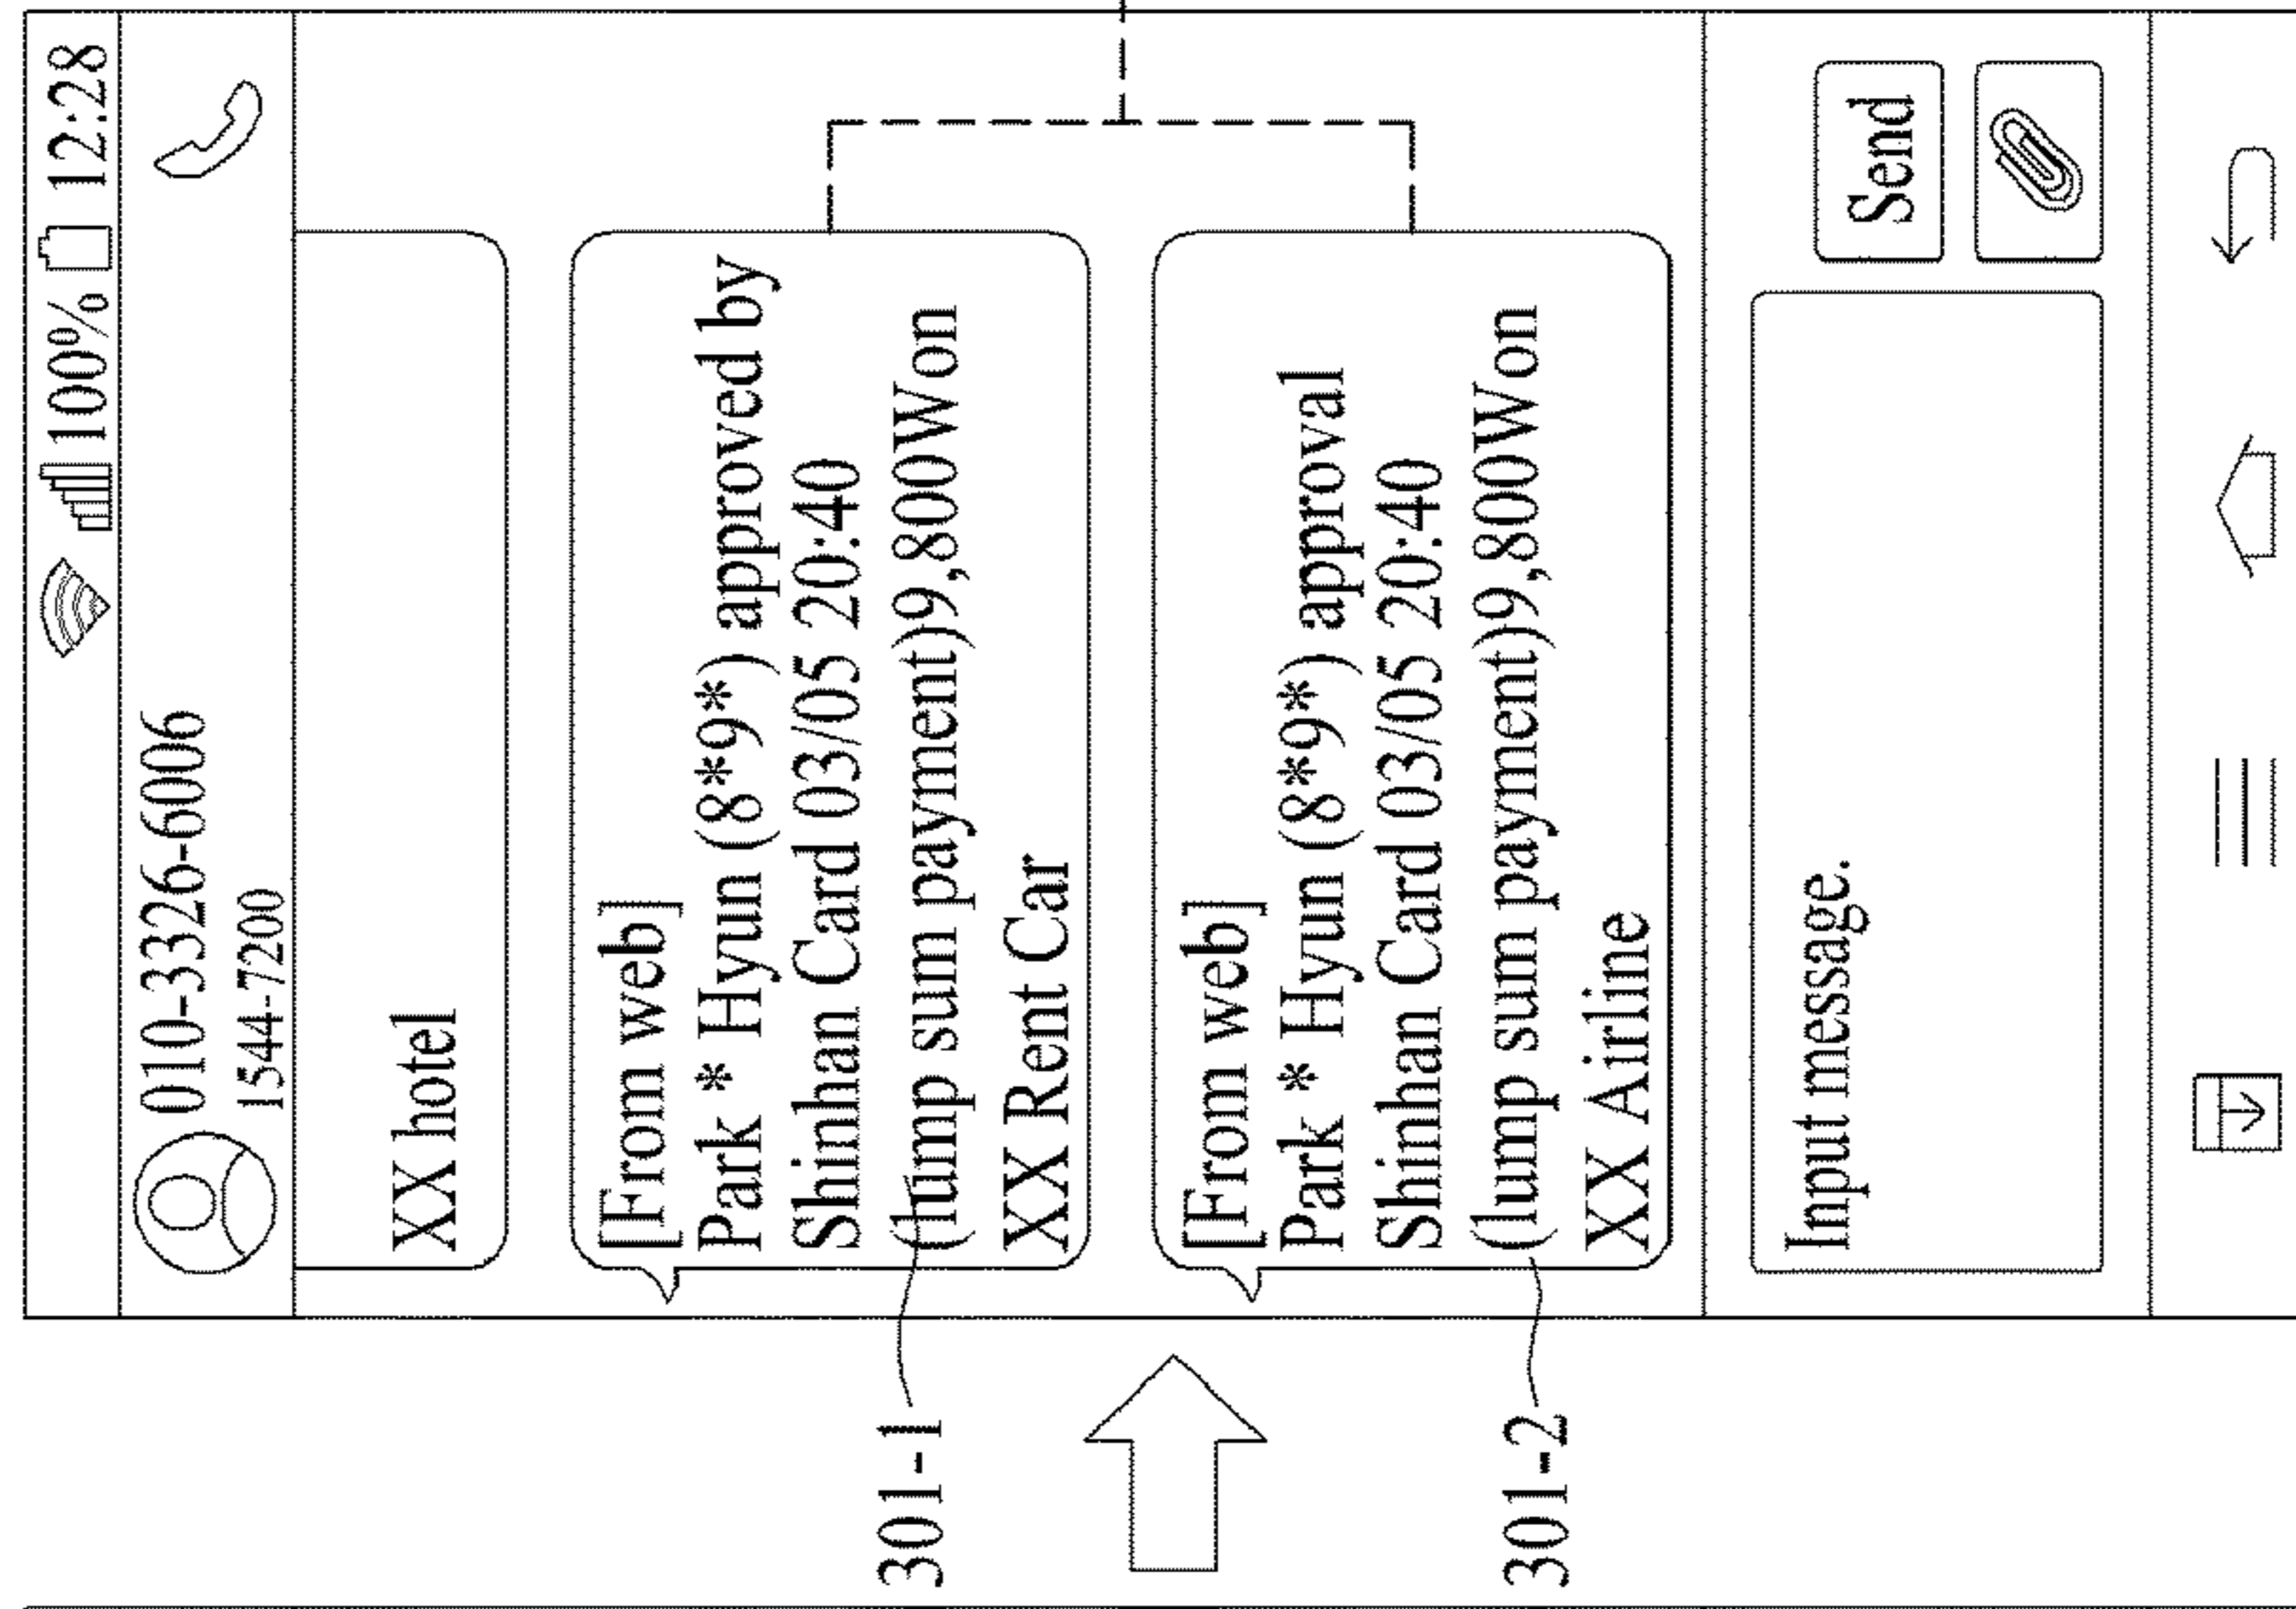 100% 12:28
010-3326-6006
1544-7200
XX hotel
[From web]
Park * Hyun (8*9*) approved by
Shinhan Card 03/05 20:40
(lump sum payment)9,800Won
XX Rent Car
301-1
[From web]
Park * Hyun (8*9*) approval
Shinhan Card 03/05 20:40
(lump sum payment)9,800Won
XX Airline
301-2
Input message.
Send